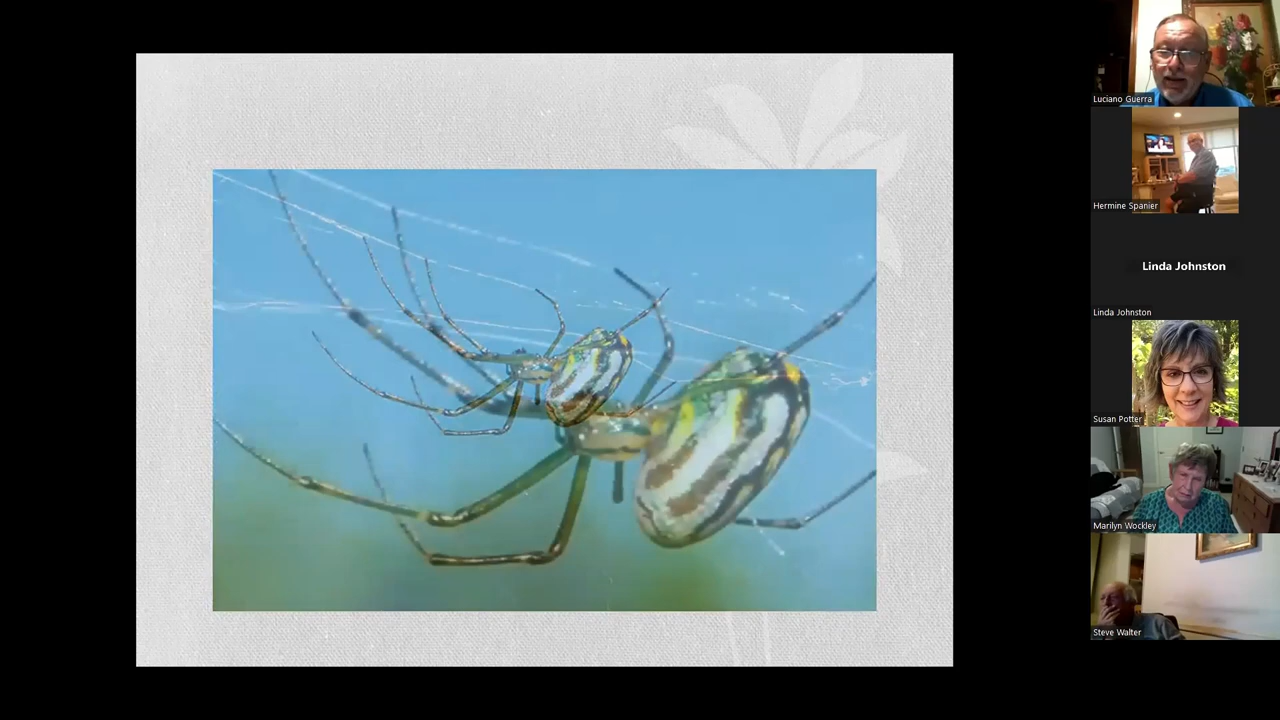 Luciano Guerra
Hermine Spanier
Linda Johnston
Linda Johnston
Susan Potter
Marilyn Wockley
Steve Walter